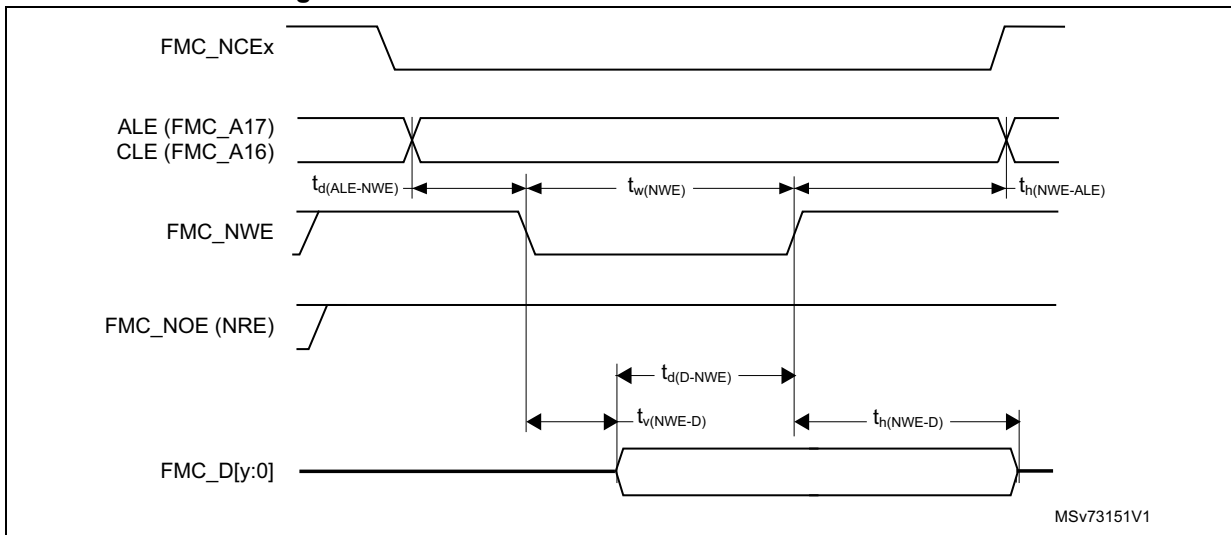 FMC_NCEx
ALE (FMC_A17)
CLE (FMC_A16)
td(ALE-NWE)
tw(NWE)
th(NWE-ALE)
FMC_NWE
FMC_NOE (NRE)
td(D-NWE)
tv(NWE-D)
th(NWE-D)
FMC_D[y:0]
MSv73151V1